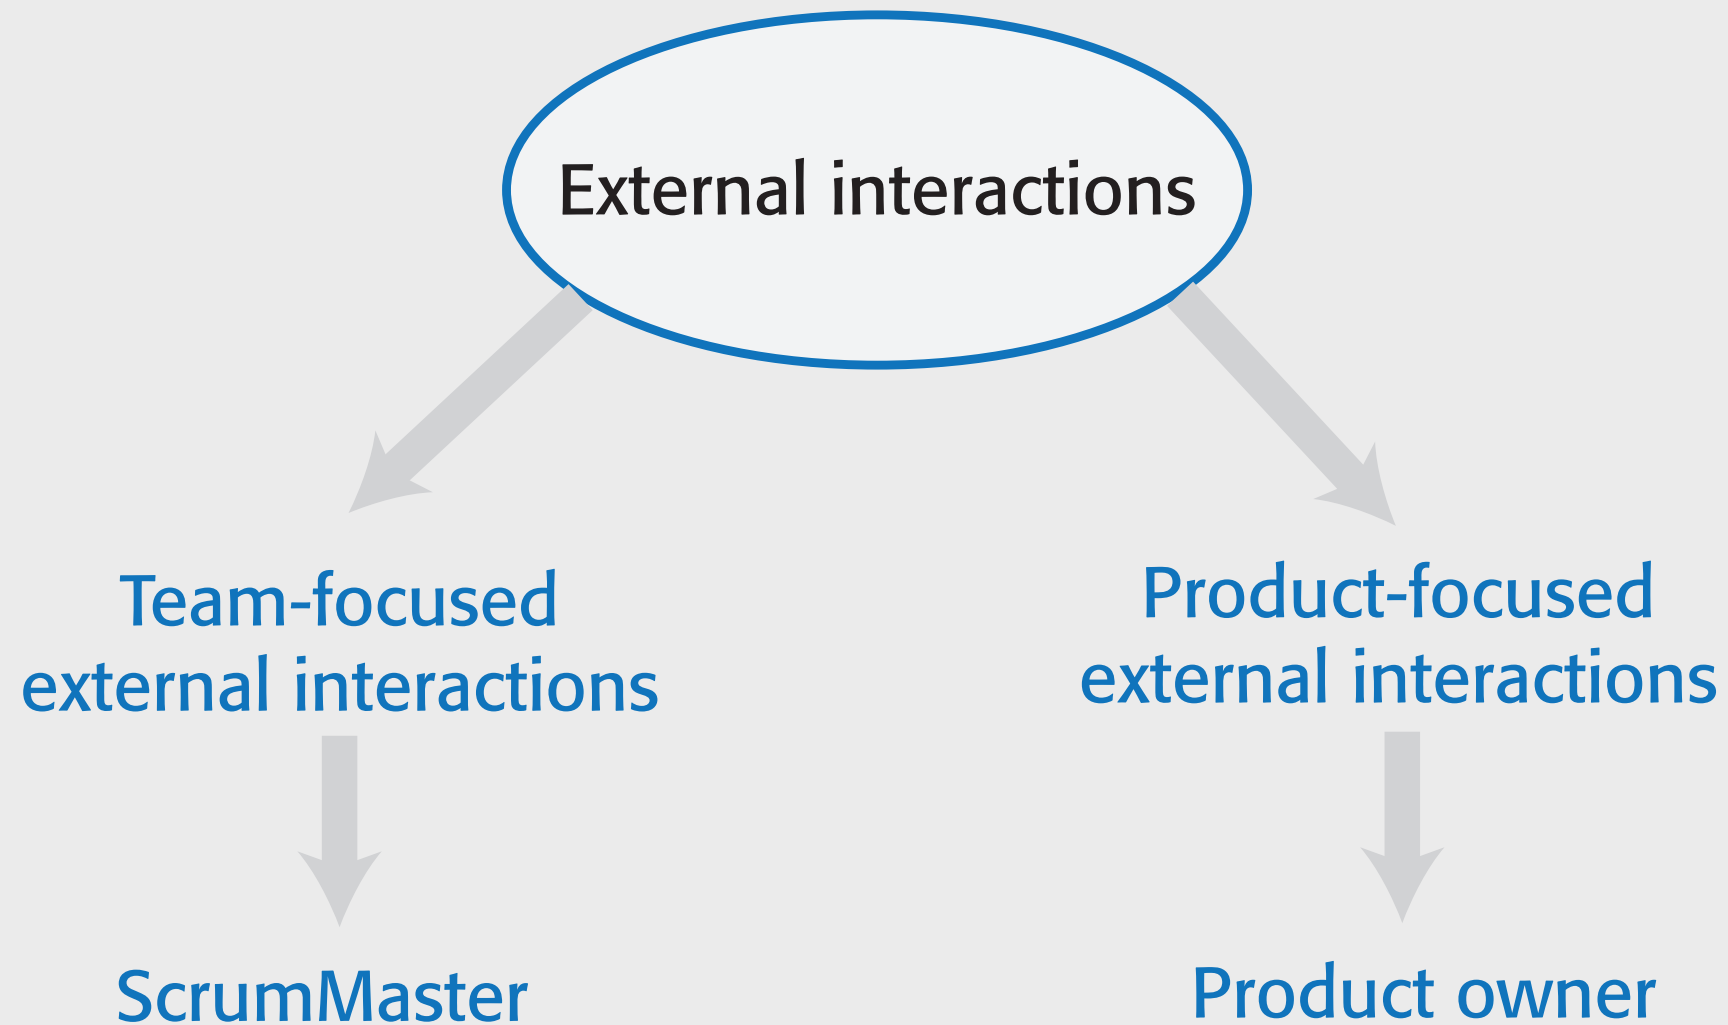 External interactions
Team-focused
external interactions
Product-focused
external interactions
ScrumMaster
Product owner